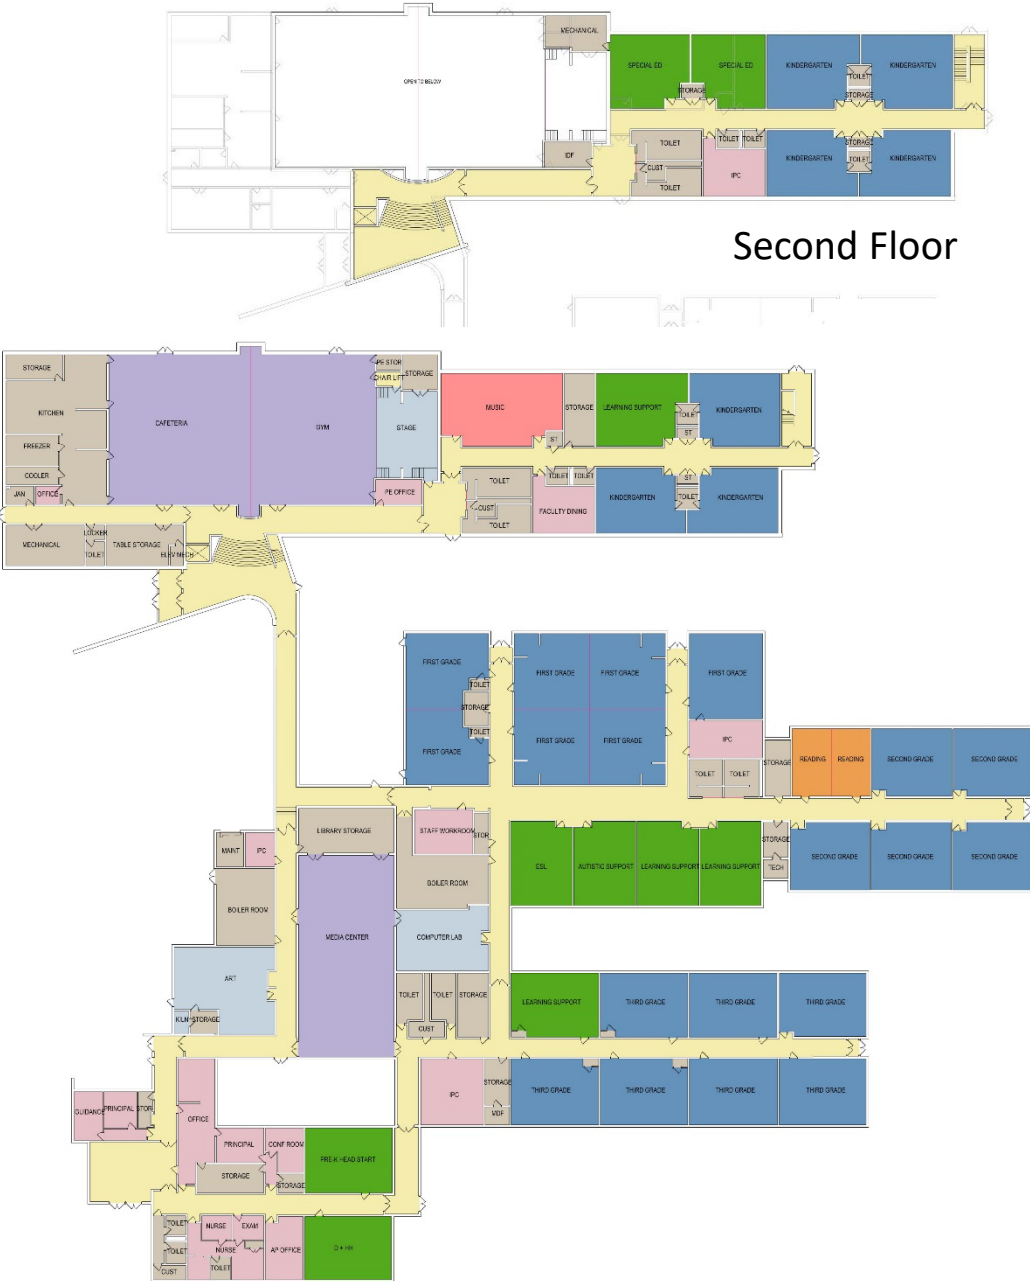 MECHANICAL
OPEN TO BELOW
SPECIAL ED
SPECIAL ED
KINDERGARTEN
KINDERGARTEN
TOILET
STORAGE
STORAGE
IDF
TOILET
TOILET
TOILET
STORAGE
CUST
TOILET
IPC
KINDERGARTEN
TOILET
KINDERGARTEN
Second Floor
STORAGE
KITCHEN
FREEZER
COOLER
JAN
OFFICE
CAFETERIA
GYM
PE STOR
STORAGE
CHAIR LIFT
STAGE
PE OFFICE
MUSIC
ST
STORAGE
LEARNING SUPPORT
TOILET
ST
KINDERGARTEN
TOILET
CUST
TOILET
TOILET
TOILET
FACULTY DINING
KINDERGARTEN
ST
TOILET
KINDERGARTEN
MECHANICAL
LOCKER
TOILET
TABLE STORAGE
ELEV MECH
FIRST GRADE
TOILET
STORAGE
TOILET
FIRST GRADE
FIRST GRADE
FIRST GRADE
FIRST GRADE
FIRST GRADE
FIRST GRADE
IPC
TOILET
TOILET
STORAGE
READING
READING
SECOND GRADE
SECOND GRADE
LIBRARY STORAGE
STAFF WORKROOM
STOR
BOILER ROOM
MAINT
IPC
BOILER ROOM
ESL
AUTISTIC SUPPORT
LEARNING SUPPORT
LEARNING SUPPORT
STORAGE
TECH
SECOND GRADE
SECOND GRADE
SECOND GRADE
MEDIA CENTER
COMPUTER LAB
ART
KILN
STORAGE
TOILET
TOILET
STORAGE
CUST
LEARNING SUPPORT
THIRD GRADE
THIRD GRADE
THIRD GRADE
IPC
STORAGE
MDF
THIRD GRADE
THIRD GRADE
THIRD GRADE
THIRD GRADE
GUIDANCE
PRINCIPAL
STOR
OFFICE
PRINCIPAL
CONF ROOM
PRE-K HEAD START
STORAGE
STORAGE
TOILET
TOILET
CUST
NURSE
EXAM
NURSE
TOILET
AP OFFICE